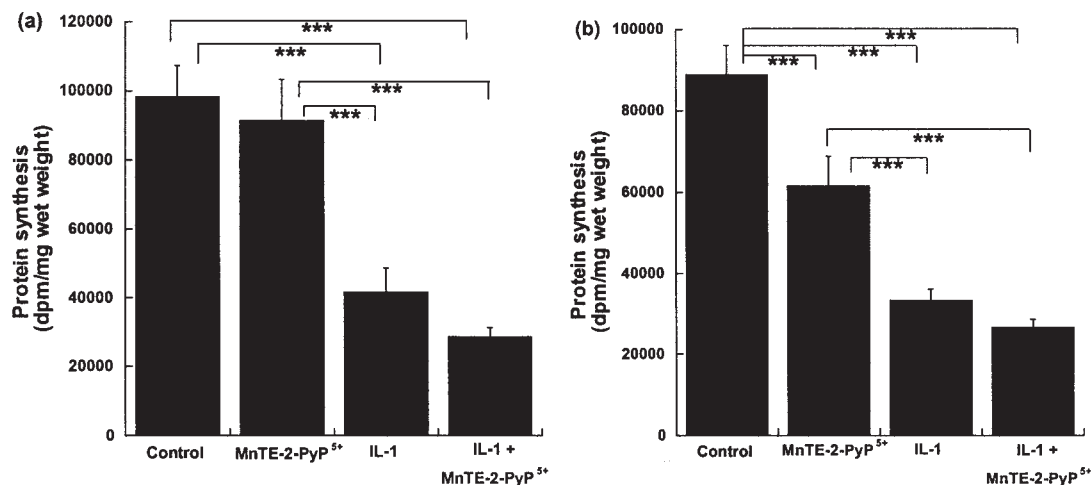 (a)
Protein synthesis
(dpm/mg wet weight)
120000
100000
80000
60000
40000
20000
0
***
***
***
***
Control
MnTE-2-PyP⁵⁺
IL-1
IL-1 +
MnTE-2-PyP⁵⁺
(b)
Protein synthesis
(dpm/mg wet weight)
100000
80000
60000
40000
20000
0
***
***
***
***
***
Control
MnTE-2-PyP⁵⁺
IL-1
IL-1 +
MnTE-2-PyP⁵⁺